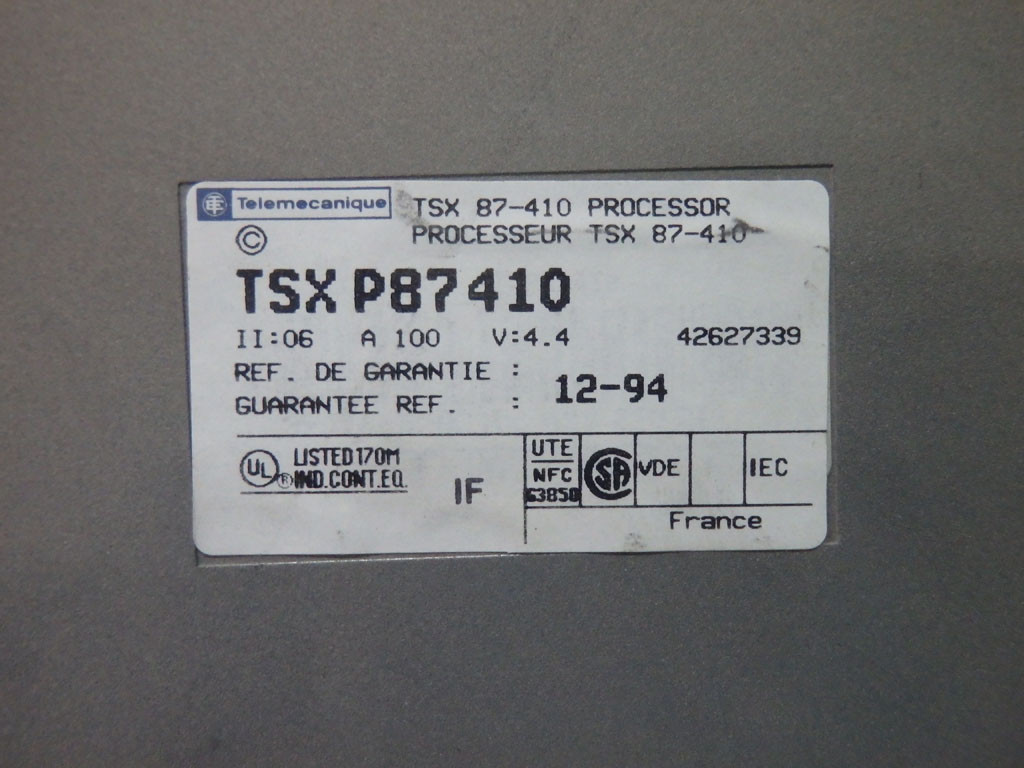 Telemecanique
TSX 87-410 PROCESSOR
PROCESSEUR TSX 87-410
©
TSX P87410
II:06 A 100 V:4.4 42627339
REF. DE GARANTIE :
GUARANTEE REF. :
12-94
UL ® LISTED 170M
IND.CONT.EQ.
IF
UTE
NFC
63850
SA
VDE
IEC
France